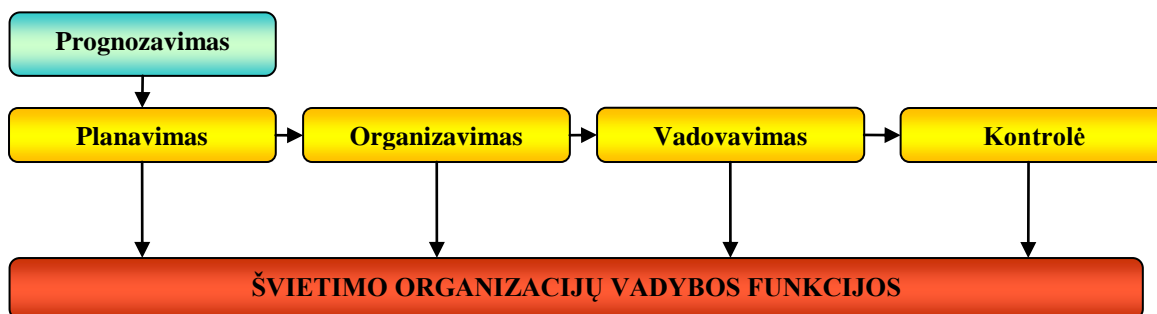 Prognozavimas
Planavimas
Organizavimas
Vadovavimas
Kontrolė
ŠVIETIMO ORGANIZACIJŲ VADYBOS FUNKCIJOS